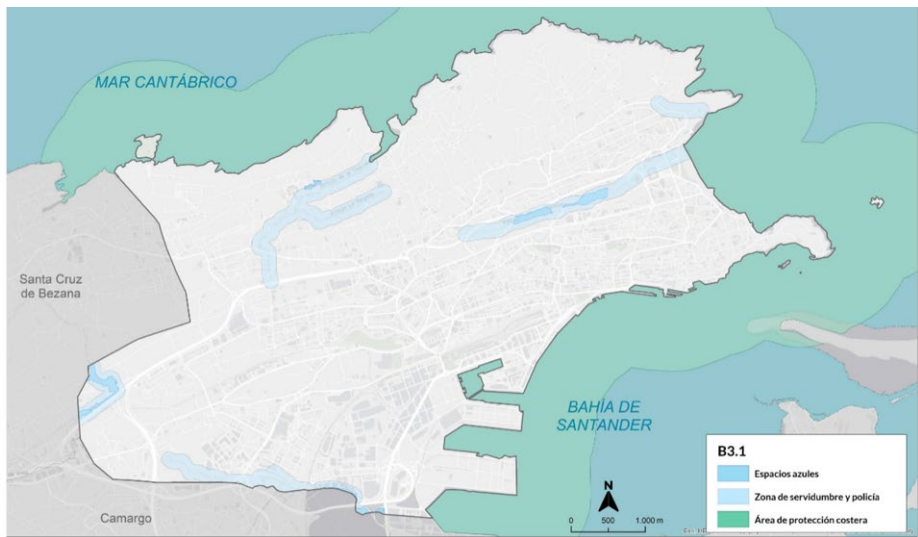 MAR CANTÁBRICO
Santa Cruz
de Bezana
BAHÍA DE
SANTANDER
Camargo
N
0 500 1.000 m
B3.1
Espacios azules
Zona de servidumbre y policía
Área de protección costera